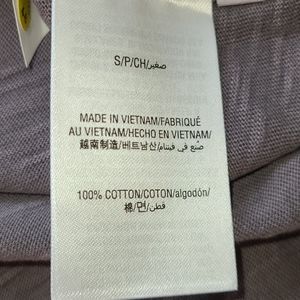 S/P/CH/صغير
MADE IN VIETNAM/FABRIQUÉ
AU VIETNAM/HECHO EN VIETNAM/
越南制造/베트남산/صُنع في فيتنام
100% COTTON/COTON/algodón/
棉/면/قطن